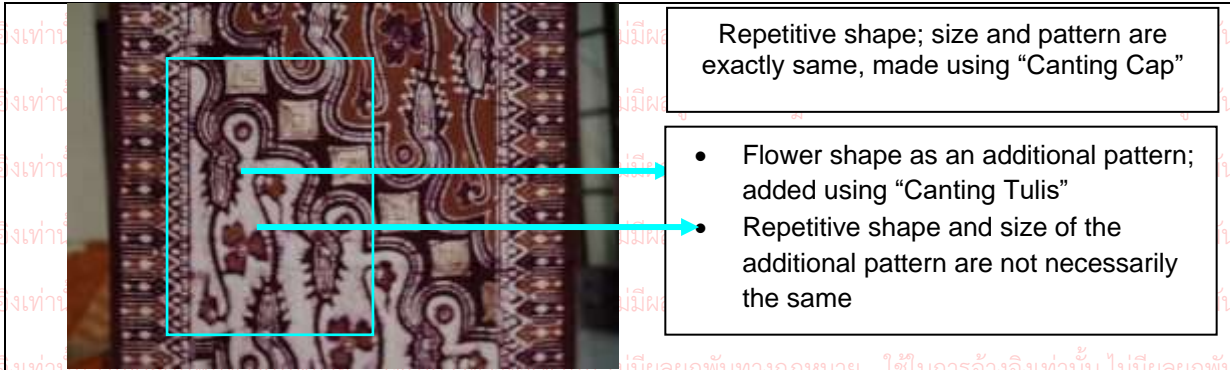 Repetitive shape; size and pattern are
exactly same, made using “Canting Cap”
• Flower shape as an additional pattern;
added using “Canting Tulis”
• Repetitive shape and size of the
additional pattern are not necessarily
the same